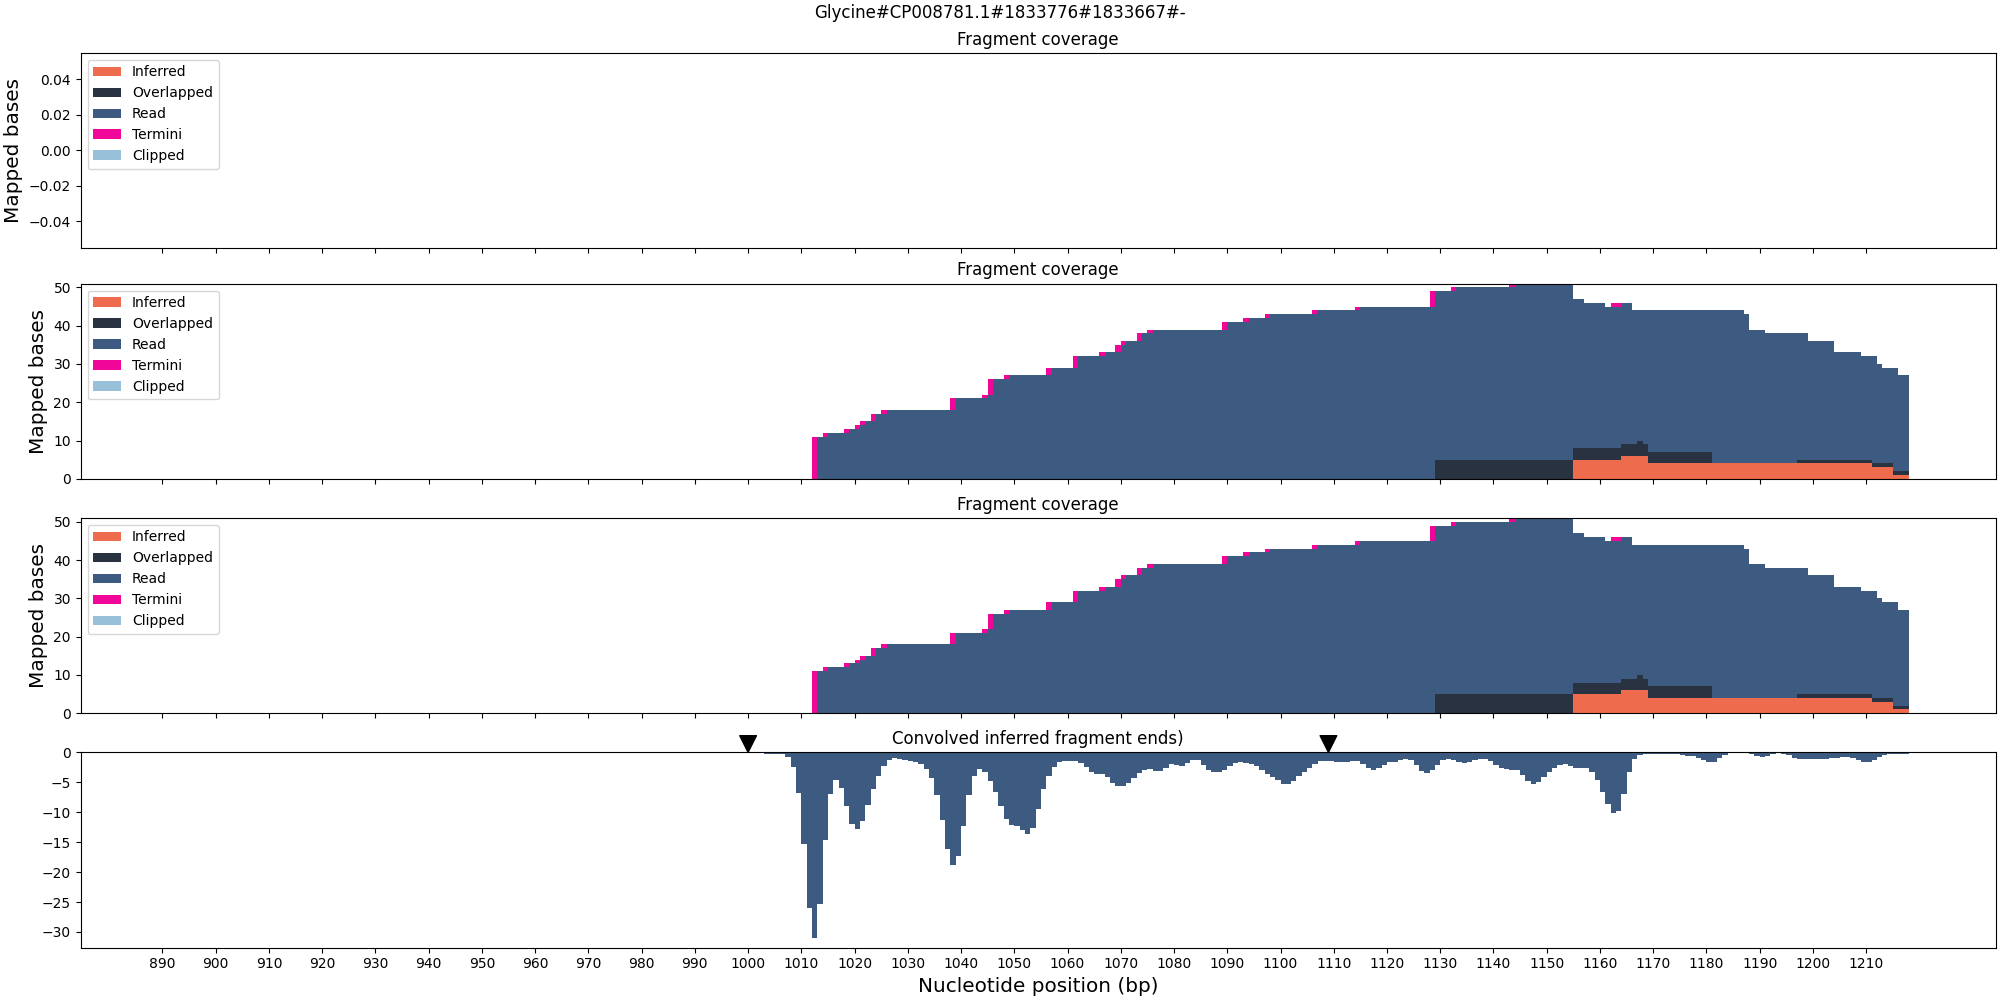 Glycine#CP008781.1#1833776#1833667#-
Fragment coverage
Mapped bases
0.04
0.02
0.00
−0.02
−0.04
Inferred
Overlapped
Read
Termini
Clipped
Fragment coverage
Mapped bases
50
40
30
20
10
0
Inferred
Overlapped
Read
Termini
Clipped
Fragment coverage
Mapped bases
50
40
30
20
10
0
Inferred
Overlapped
Read
Termini
Clipped
Convolved inferred fragment ends)
0
−5
−10
−15
−20
−25
−30
890 900 910 920 930 940 950 960 970 980 990 1000 1010 1020 1030 1040 1050 1060 1070 1080 1090 1100 1110 1120 1130 1140 1150 1160 1170 1180 1190 1200 1210
Nucleotide position (bp)